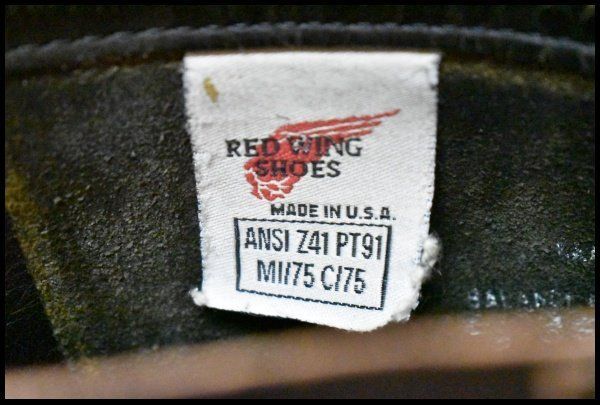 RED WING
SHOES
MADE IN U.S.A.
ANSI Z41 PT91
MI/75 C/75